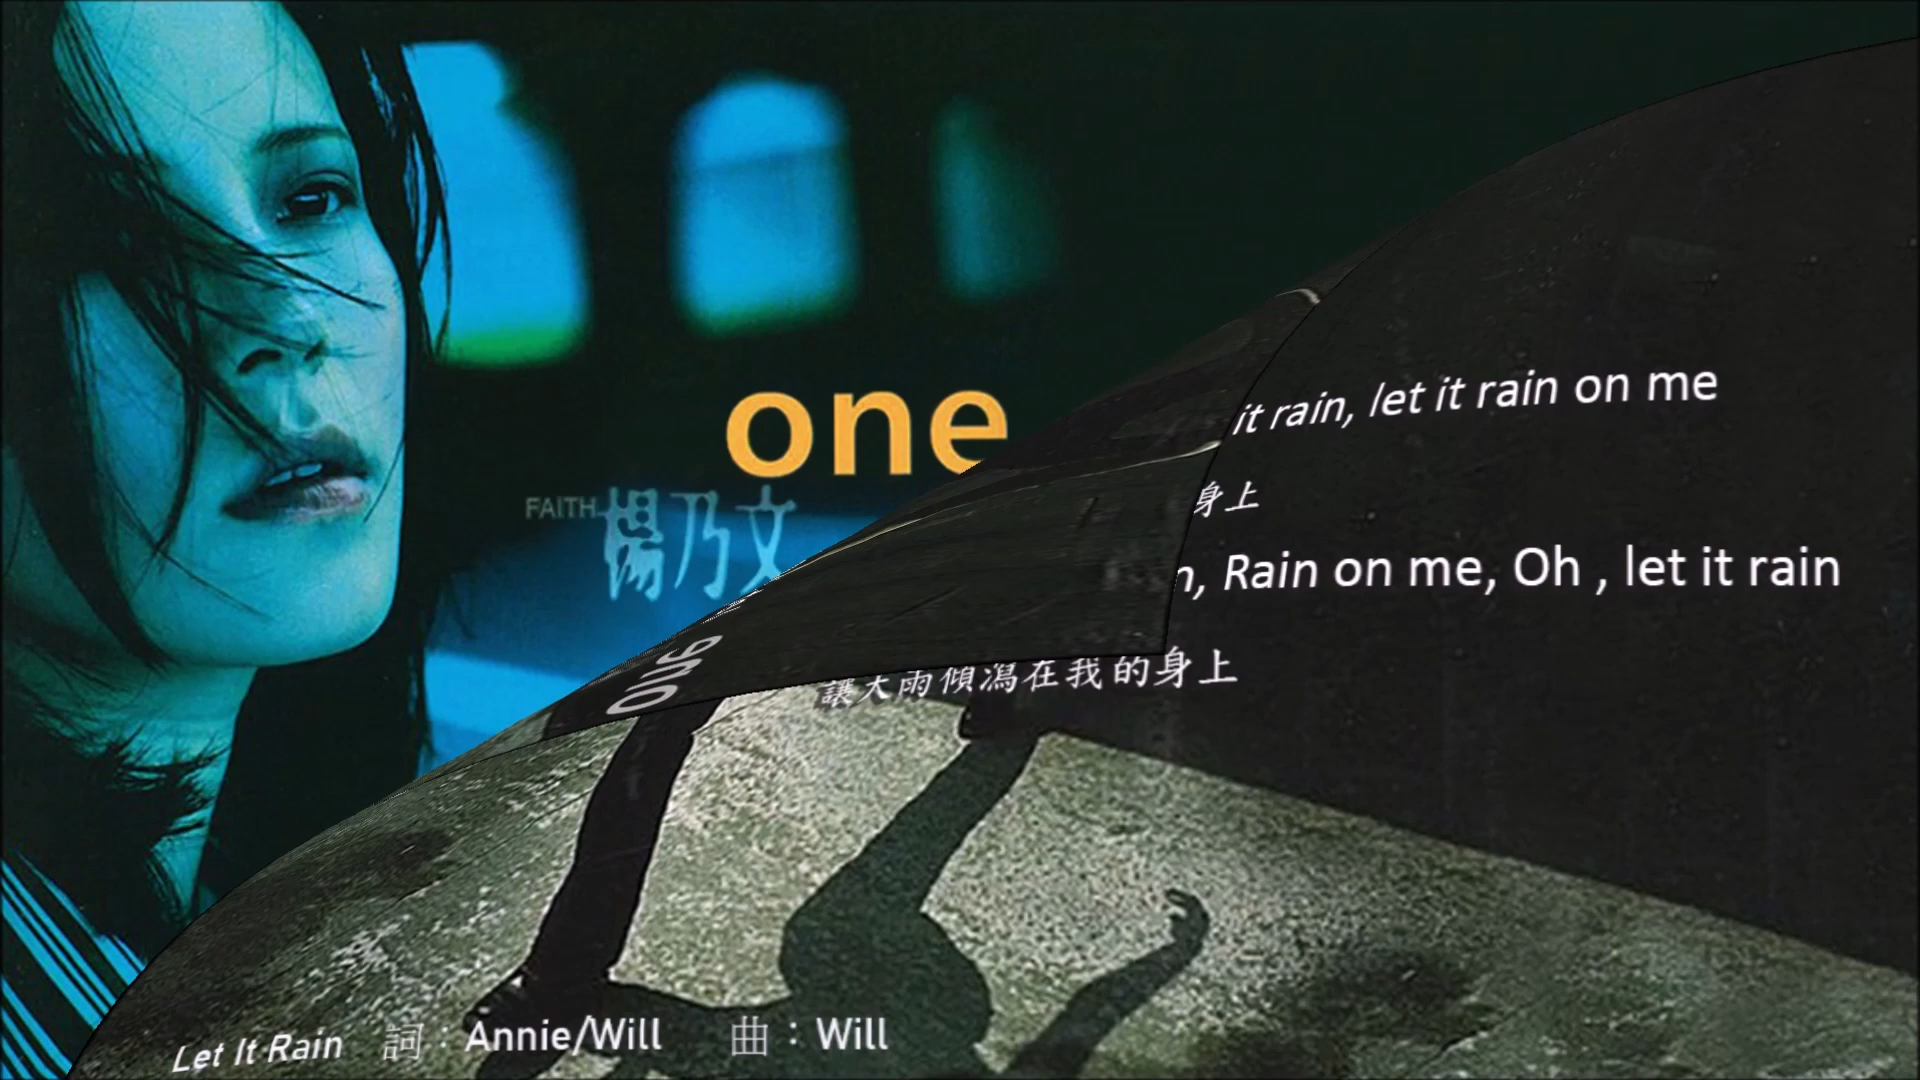 one
FAITH 楊乃文
it rain, let it rain on me
身上
n, Rain on me, Oh , let it rain
one
讓大雨傾瀉在我的身上
Let It Rain 詞：Annie/Will 曲：Will